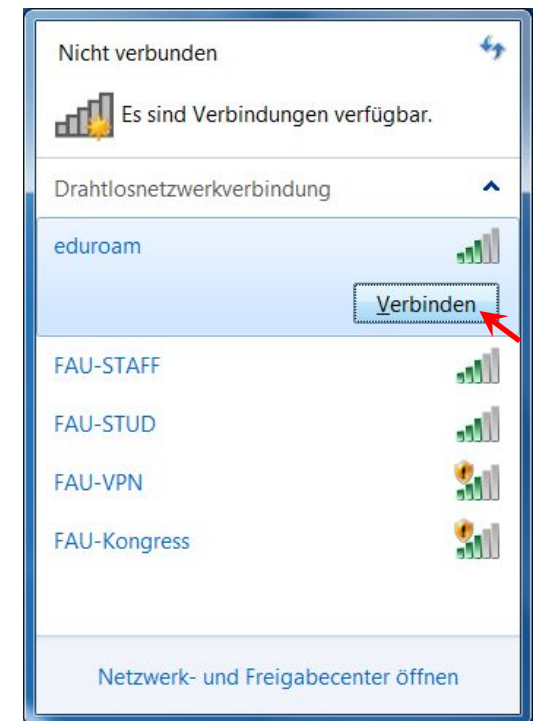 Nicht verbunden
Es sind Verbindungen verfügbar.
Drahtlosnetzwerkverbindung
eduroam
Verbinden
FAU-STAFF
FAU-STUD
FAU-VPN
FAU-Kongress
Netzwerk- und Freigabecenter öffnen